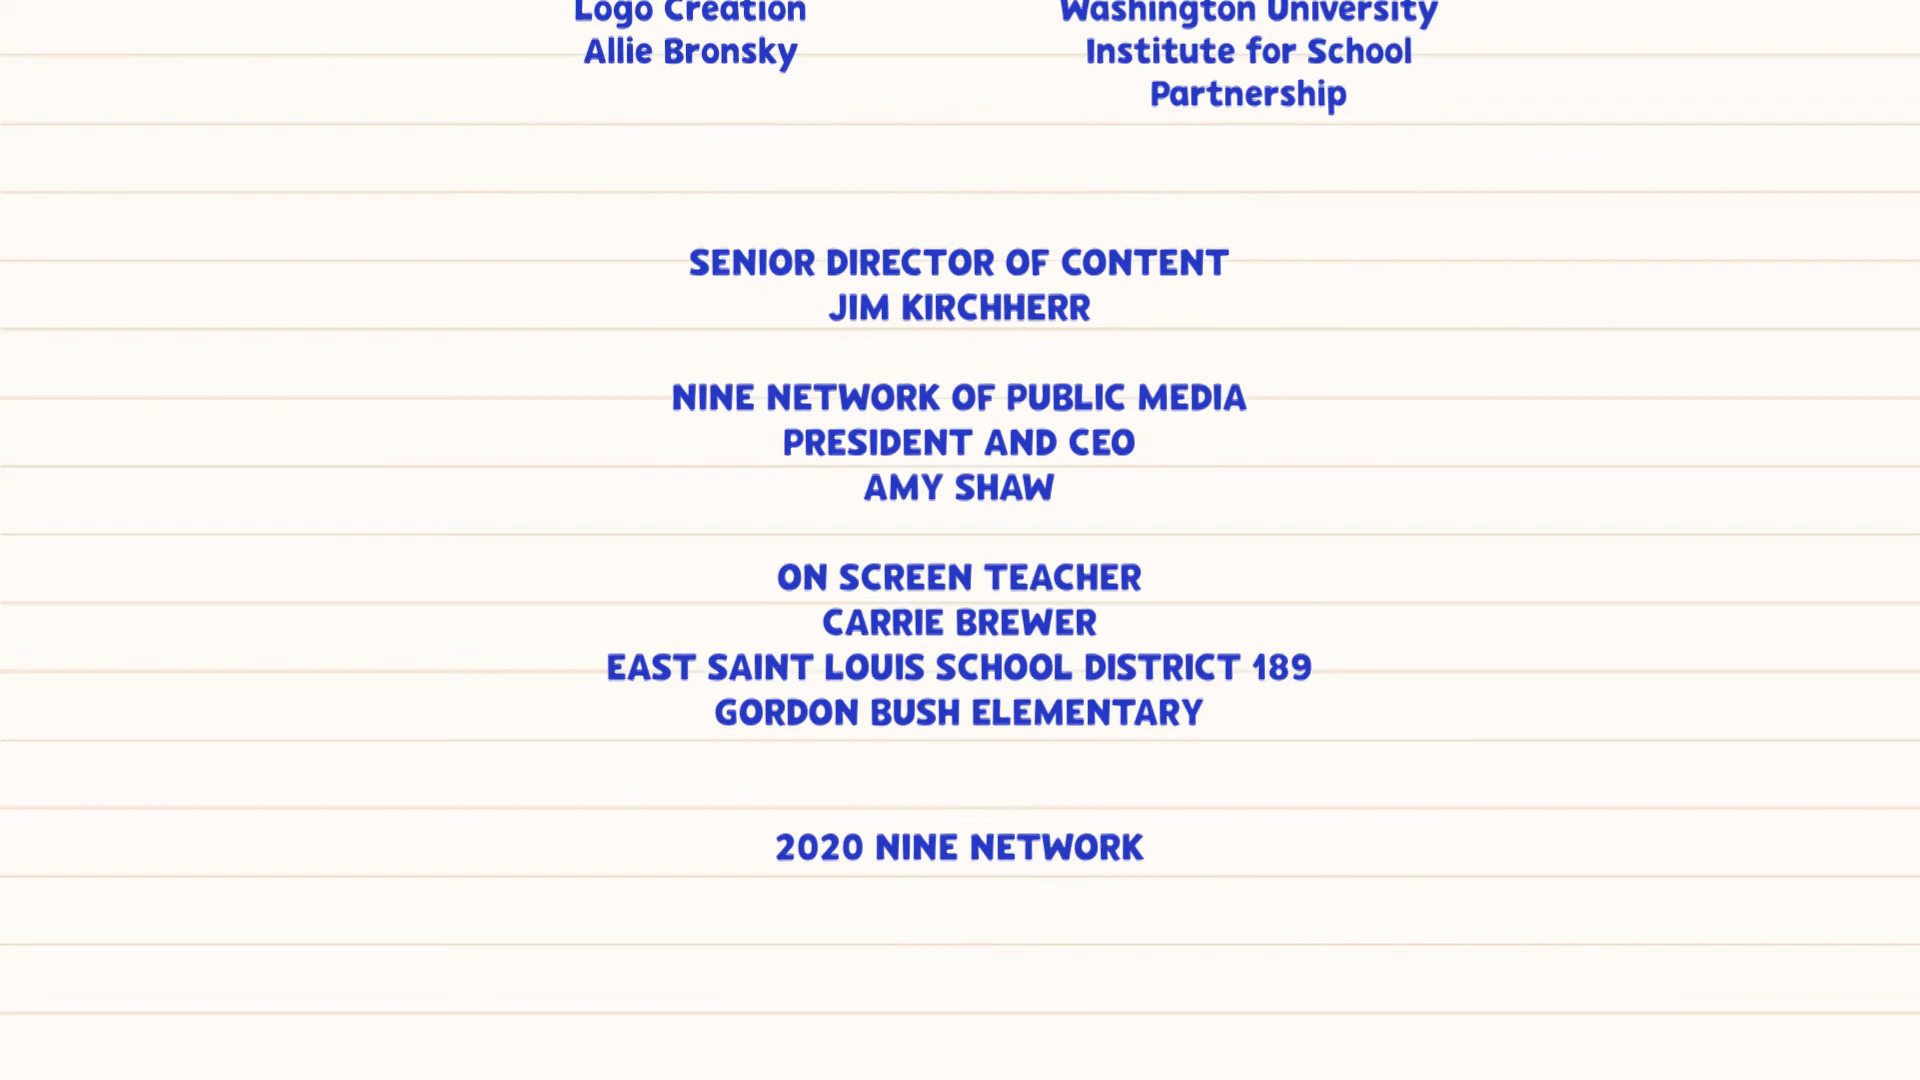 Logo Creation
Allie Bronsky
Washington University
Institute for School
Partnership
SENIOR DIRECTOR OF CONTENT
JIM KIRCHHERR
NINE NETWORK OF PUBLIC MEDIA
PRESIDENT AND CEO
AMY SHAW
ON SCREEN TEACHER
CARRIE BREWER
EAST SAINT LOUIS SCHOOL DISTRICT 189
GORDON BUSH ELEMENTARY
2020 NINE NETWORK